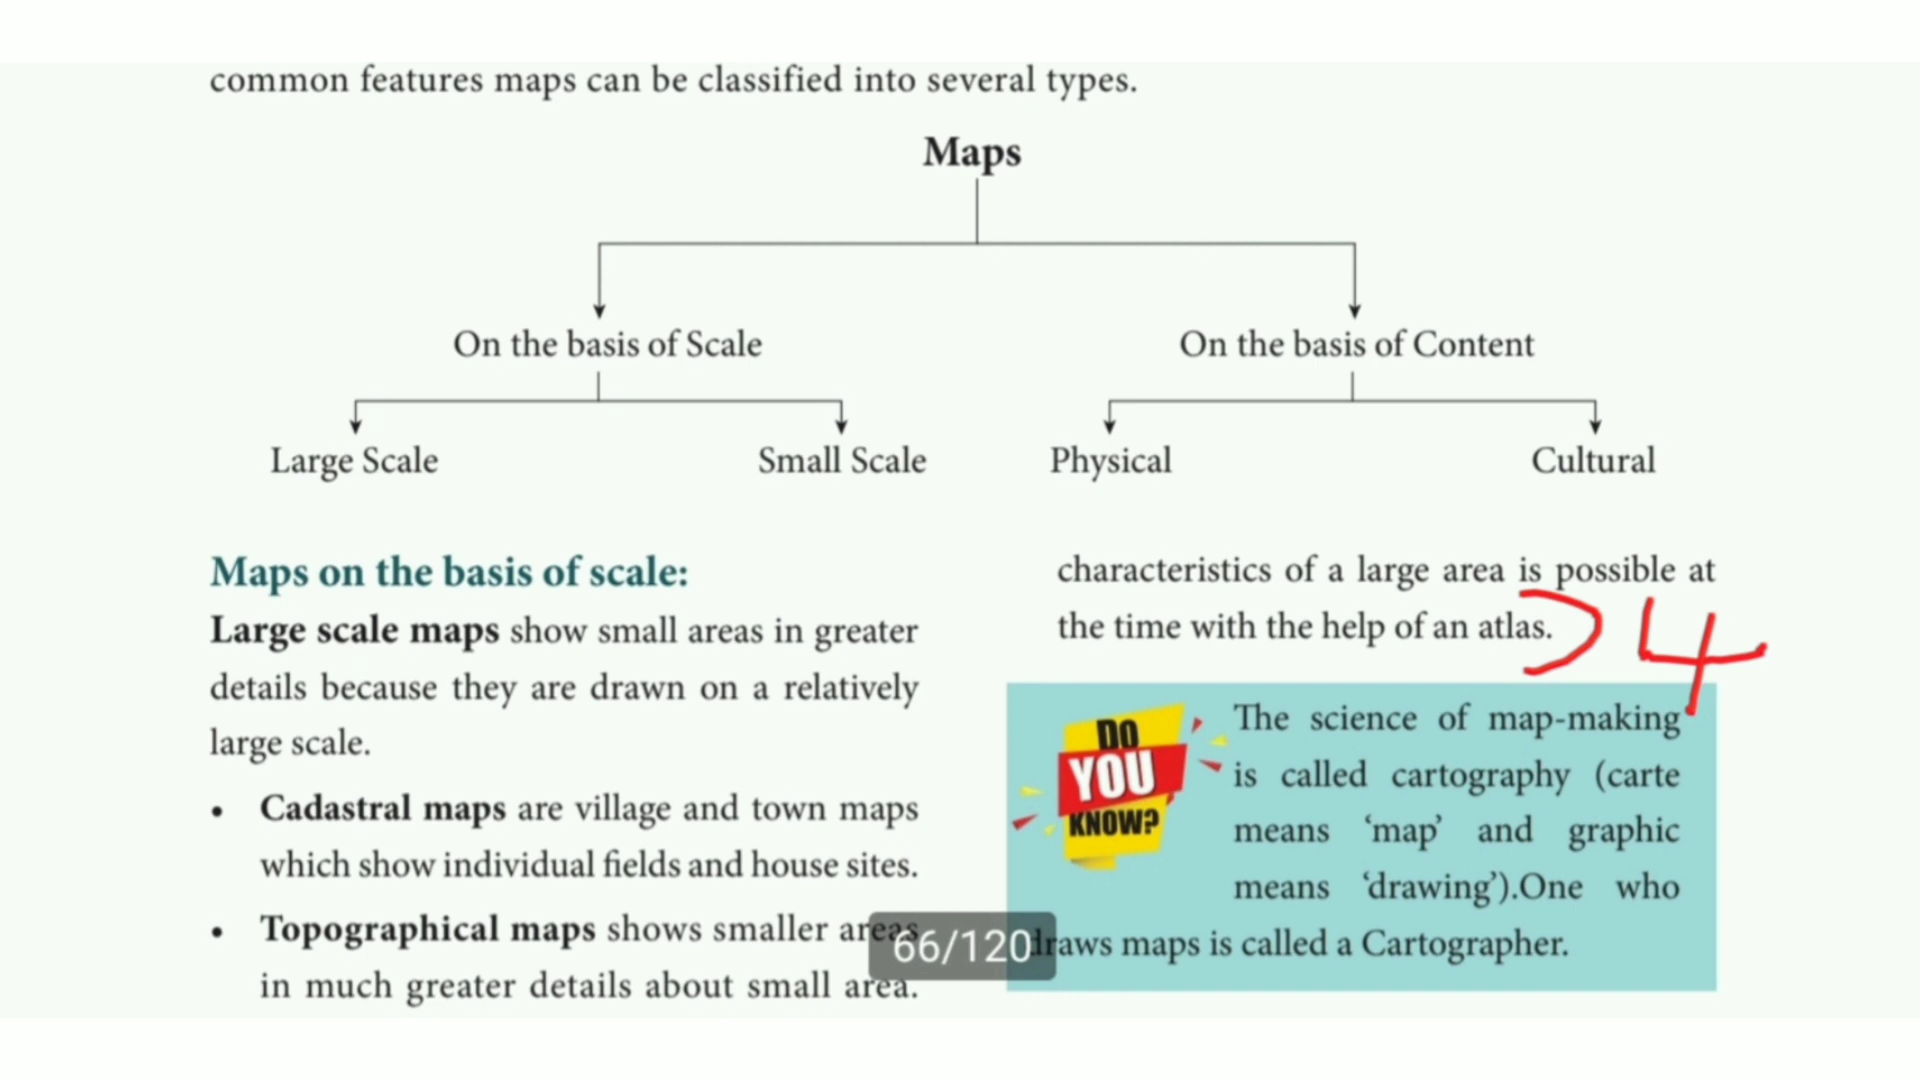 common features maps can be classified into several types.
Maps
On the basis of Scale
On the basis of Content
Large Scale
Small Scale
Physical
Cultural
Maps on the basis of scale:
Large scale maps show small areas in greater
details because they are drawn on a relatively
large scale.
• Cadastral maps are village and town maps
which show individual fields and house sites.
• Topographical maps shows smaller areas
in much greater details about small area.
characteristics of a large area is possible at
the time with the help of an atlas.
4
DO
YOU
KNOW?
The science of map-making
is called cartography (carte
means ‘map’ and graphic
means ‘drawing’).One who
draws maps is called a Cartographer.
66/120